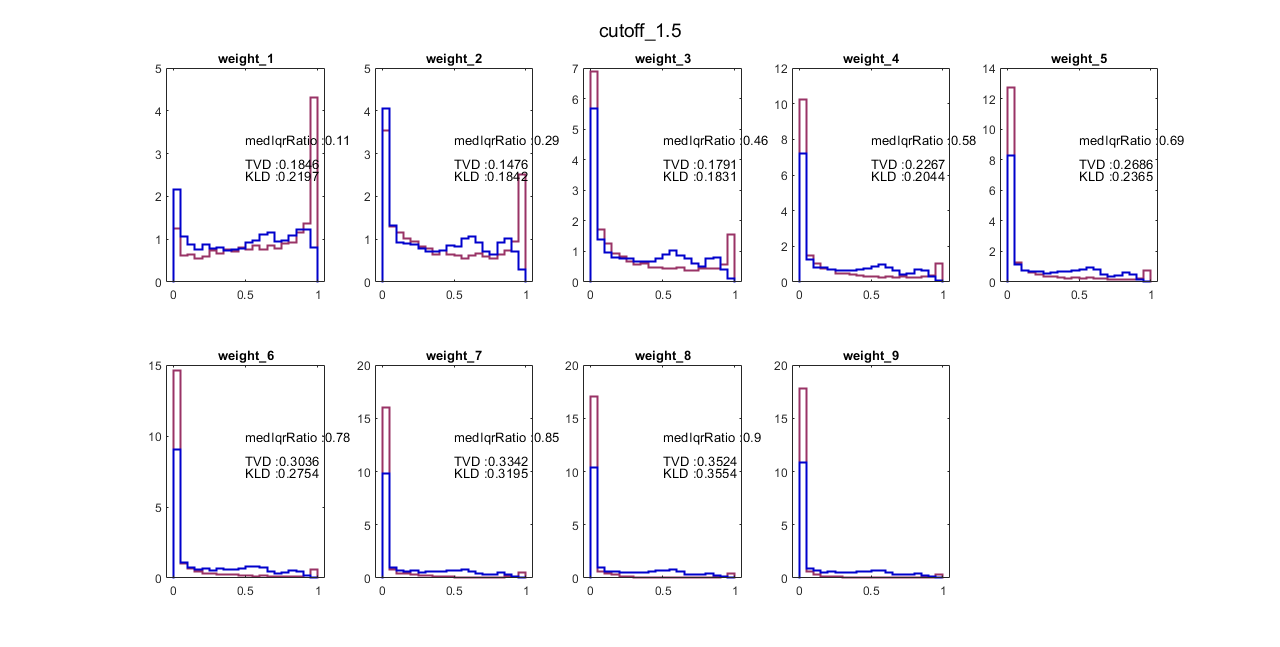 cutoff_1.5
weight_1
5
4
3
2
1
0
0 0.5 1
medIqrRatio :0.11
TVD :0.1846
KLD :0.2197
weight_2
5
4
3
2
1
0
0 0.5 1
medIqrRatio :0.29
TVD :0.1476
KLD :0.1842
weight_3
7
6
5
4
3
2
1
0
0 0.5 1
medIqrRatio :0.46
TVD :0.1791
KLD :0.1831
weight_4
12
10
8
6
4
2
0
0 0.5 1
medIqrRatio :0.58
TVD :0.2267
KLD :0.2044
weight_5
14
12
10
8
6
4
2
0
0 0.5 1
medIqrRatio :0.69
TVD :0.2686
KLD :0.2365
weight_6
15
10
5
0
0 0.5 1
medIqrRatio :0.78
TVD :0.3036
KLD :0.2754
weight_7
20
15
10
5
0
0 0.5 1
medIqrRatio :0.85
TVD :0.3342
KLD :0.3195
weight_8
20
15
10
5
0
0 0.5 1
medIqrRatio :0.9
TVD :0.3524
KLD :0.3554
weight_9
20
15
10
5
0
0 0.5 1